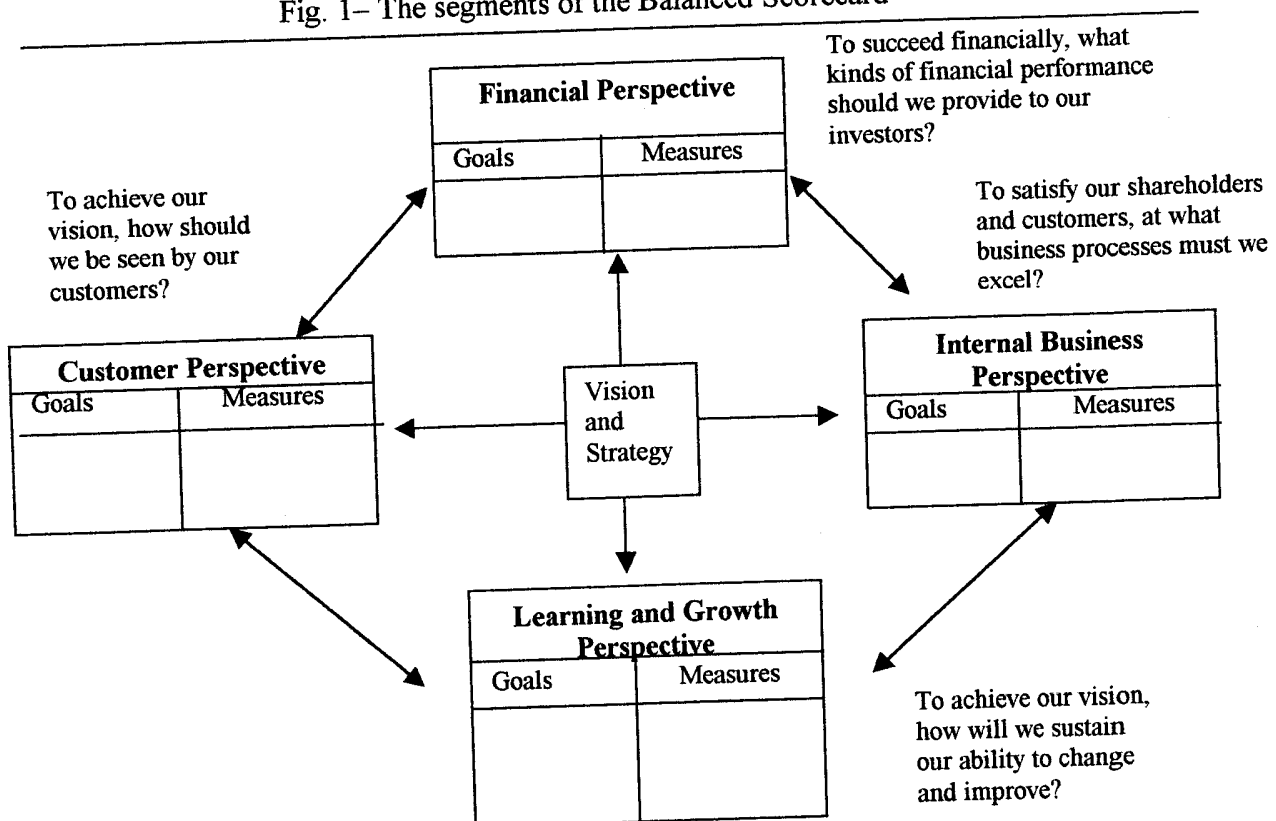 Fig. 1– The segments of the Balanced Scorecard
To succeed financially, what
kinds of financial performance
should we provide to our
investors?
Financial Perspective
Goals
Measures
To achieve our
vision, how should
we be seen by our
customers?
To satisfy our shareholders
and customers, at what
business processes must we
excel?
Customer Perspective
Goals
Measures
Vision
and
Strategy
Internal Business
Perspective
Goals
Measures
Learning and Growth
Perspective
Goals
Measures
To achieve our vision,
how will we sustain
our ability to change
and improve?